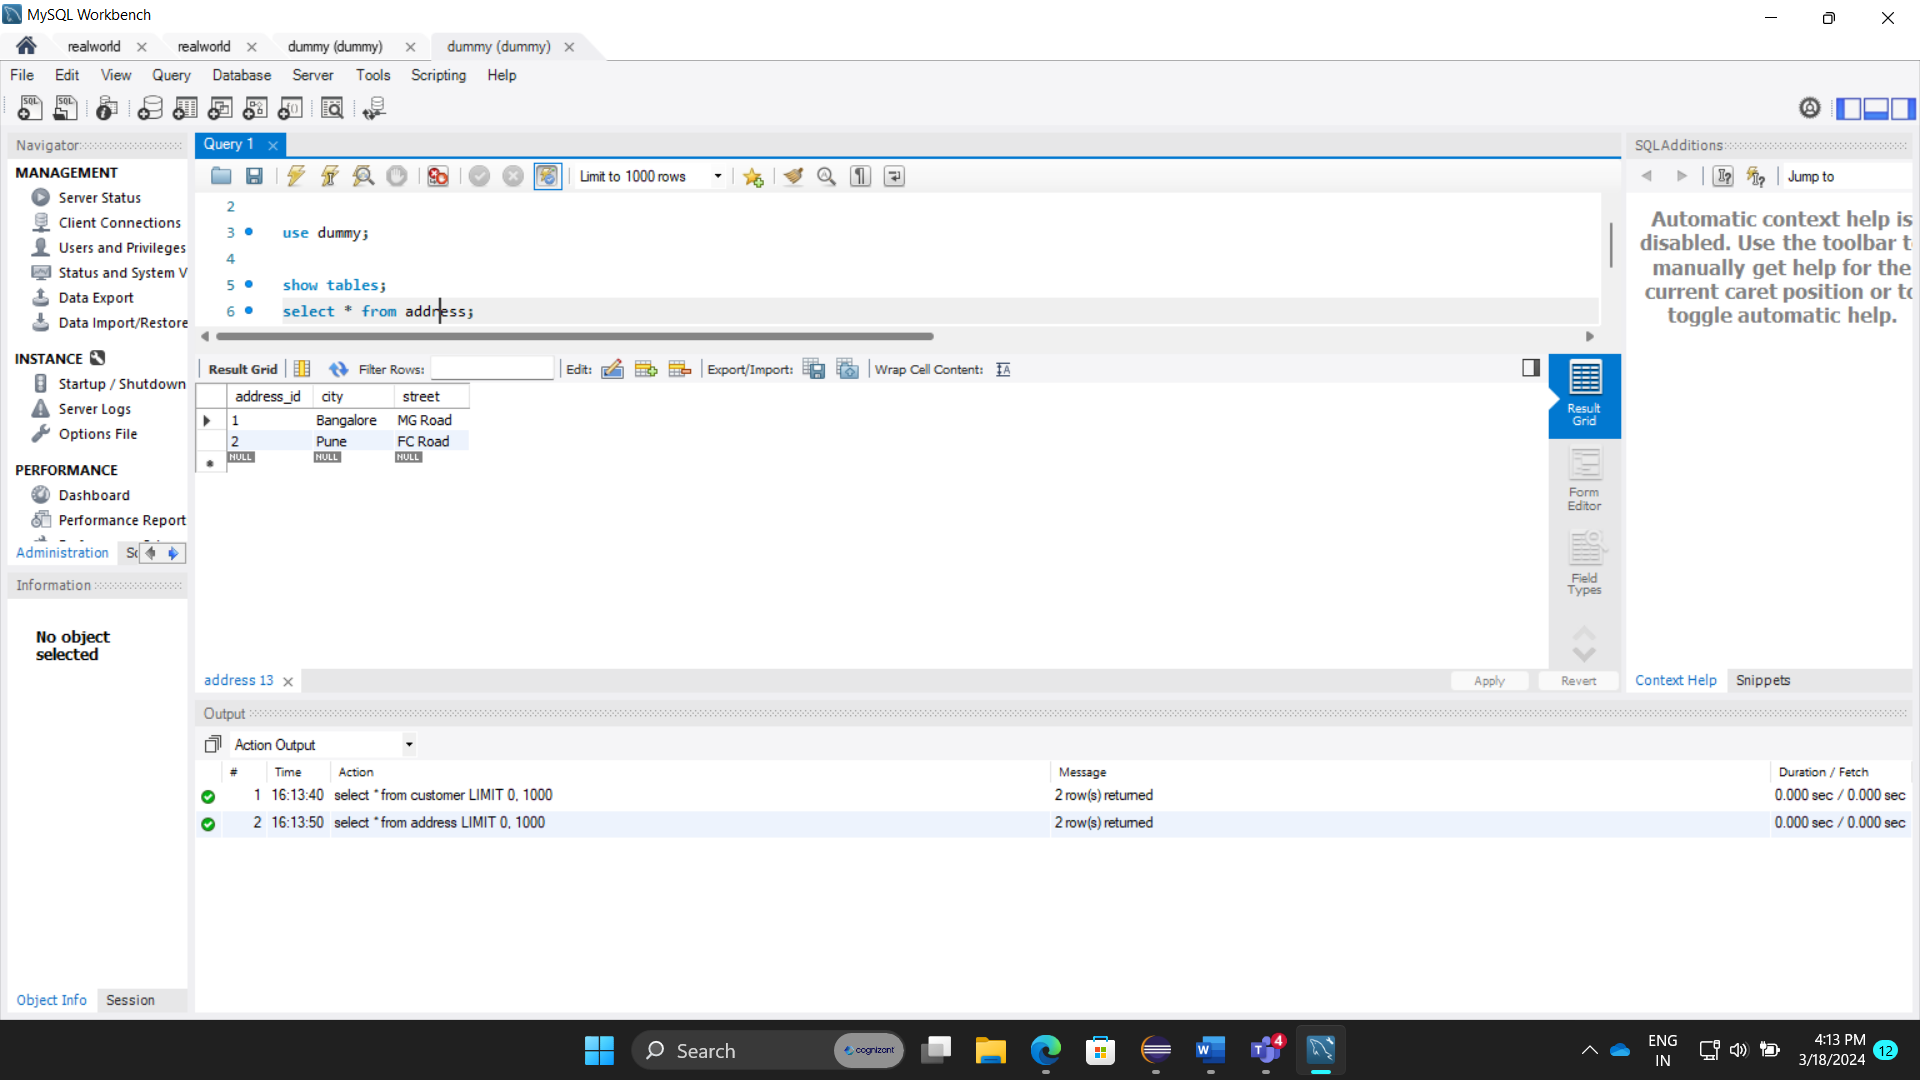 MySQL Workbench
realworld
realworld
dummy (dummy)
dummy (dummy)
File Edit View Query Database Server Tools Scripting Help
Navigator
MANAGEMENT
Server Status
Client Connections
Users and Privileges
Status and System V
Data Export
Data Import/Restore
INSTANCE
Startup / Shutdown
Server Logs
Options File
PERFORMANCE
Dashboard
Performance Report
Administration Sc
Information
No object
selected
Object Info Session
Query 1
Limit to 1000 rows
2
3 use dummy;
4
5 show tables;
6 select * from address;
Result Grid Filter Rows: Edit: Export/Import: Wrap Cell Content:
address_id city street
1 Bangalore MG Road
2 Pune FC Road
NULL NULL NULL
Result
Grid
Form
Editor
Field
Types
address 13
Apply Revert
SQLAdditions
Jump to
Automatic context help is
disabled. Use the toolbar t
manually get help for the
current caret position or to
toggle automatic help.
Context Help Snippets
Output
Action Output
# Time Action Message Duration / Fetch
1 16:13:40 select * from customer LIMIT 0, 1000 2 row(s) returned 0.000 sec / 0.000 sec
2 16:13:50 select * from address LIMIT 0, 1000 2 row(s) returned 0.000 sec / 0.000 sec
Search cognizant
4
ENG
IN
4:13 PM
3/18/2024
12